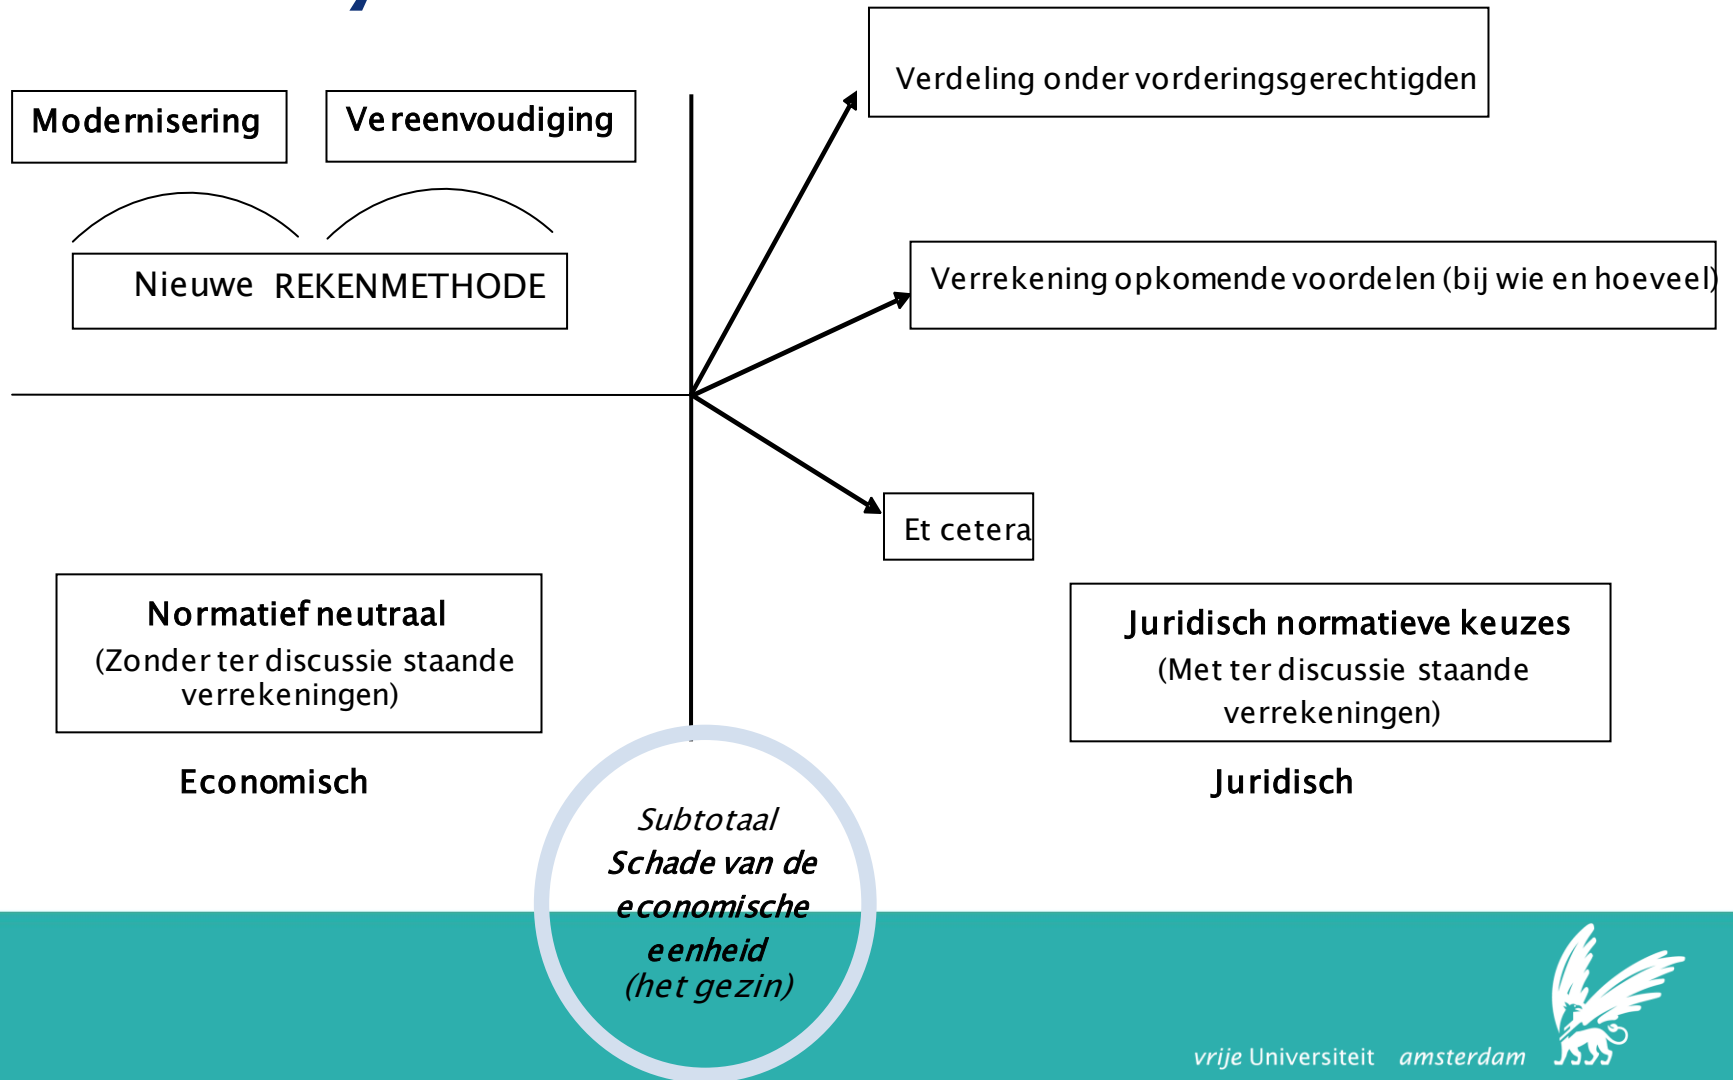 Modernisering
Vereenvoudiging
Nieuwe REKENMETHODE
Verdeling onder vorderingsgerechtigden
Verrekening opkomende voordelen (bij wie en hoeveel)
Et cetera
Normatief neutraal
(Zonder ter discussie staande
verrekeningen)
Economisch
Juridisch normatieve keuzes
(Met ter discussie staande
verrekeningen)
Juridisch
Subtotaal
Schade van de
economische
eenheid
(het gezin)
vrije Universiteit amsterdam